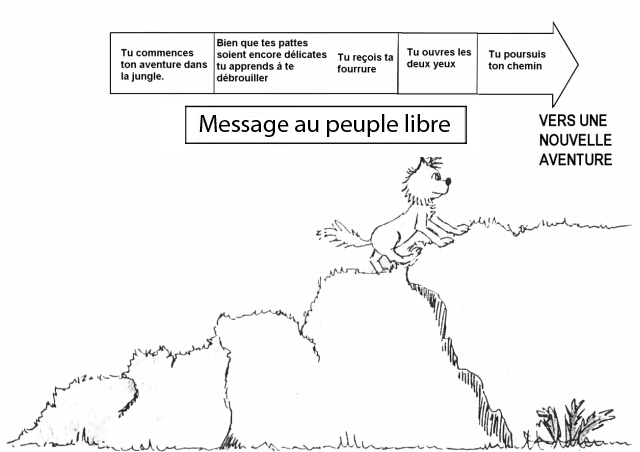 Tu commences
ton aventure dans
la jungle.
Bien que tes pattes
soient encore délicates
tu apprends à te
débrouiller
Tu reçois ta
fourrure
Tu ouvres les
deux yeux
Tu poursuis
ton chemin
VERS UNE
NOUVELLE
AVENTURE
Message au peuple libre